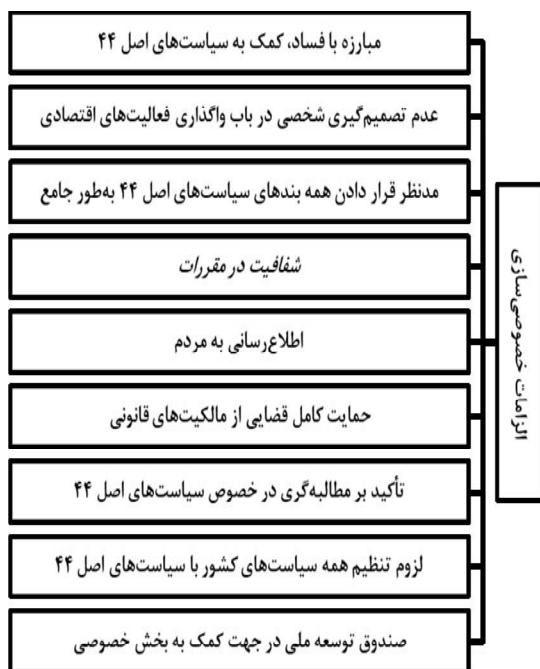 الزامات خصوصی‌سازی
مبارزه با فساد، کمک به سیاست‌های اصل ۴۴
عدم تصمیم‌گیری شخصی در باب واگذاری فعالیت‌های اقتصادی
مدنظر قرار دادن همه بندهای سیاست‌های اصل ۴۴ به‌طور جامع
شفافیت در مقررات
اطلاع‌رسانی به مردم
حمایت کامل قضایی از مالکیت‌های قانونی
تأکید بر مطالبه‌گری در خصوص سیاست‌های اصل ۴۴
لزوم تنظیم همه سیاست‌های کشور با سیاست‌های اصل ۴۴
صندوق توسعه ملی در جهت کمک به بخش خصوصی